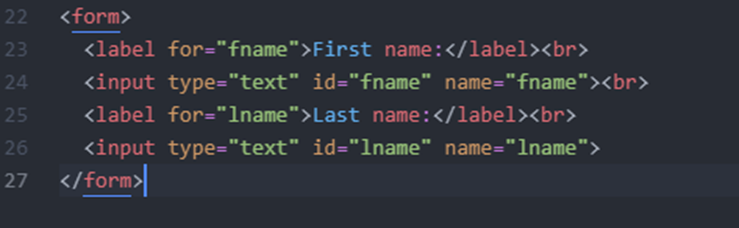 22 <form>
23 <label for="fname">First name:</label><br>
24 <input type="text" id="fname" name="fname"><br>
25 <label for="lname">Last name:</label><br>
26 <input type="text" id="lname" name="lname">
27 </form>